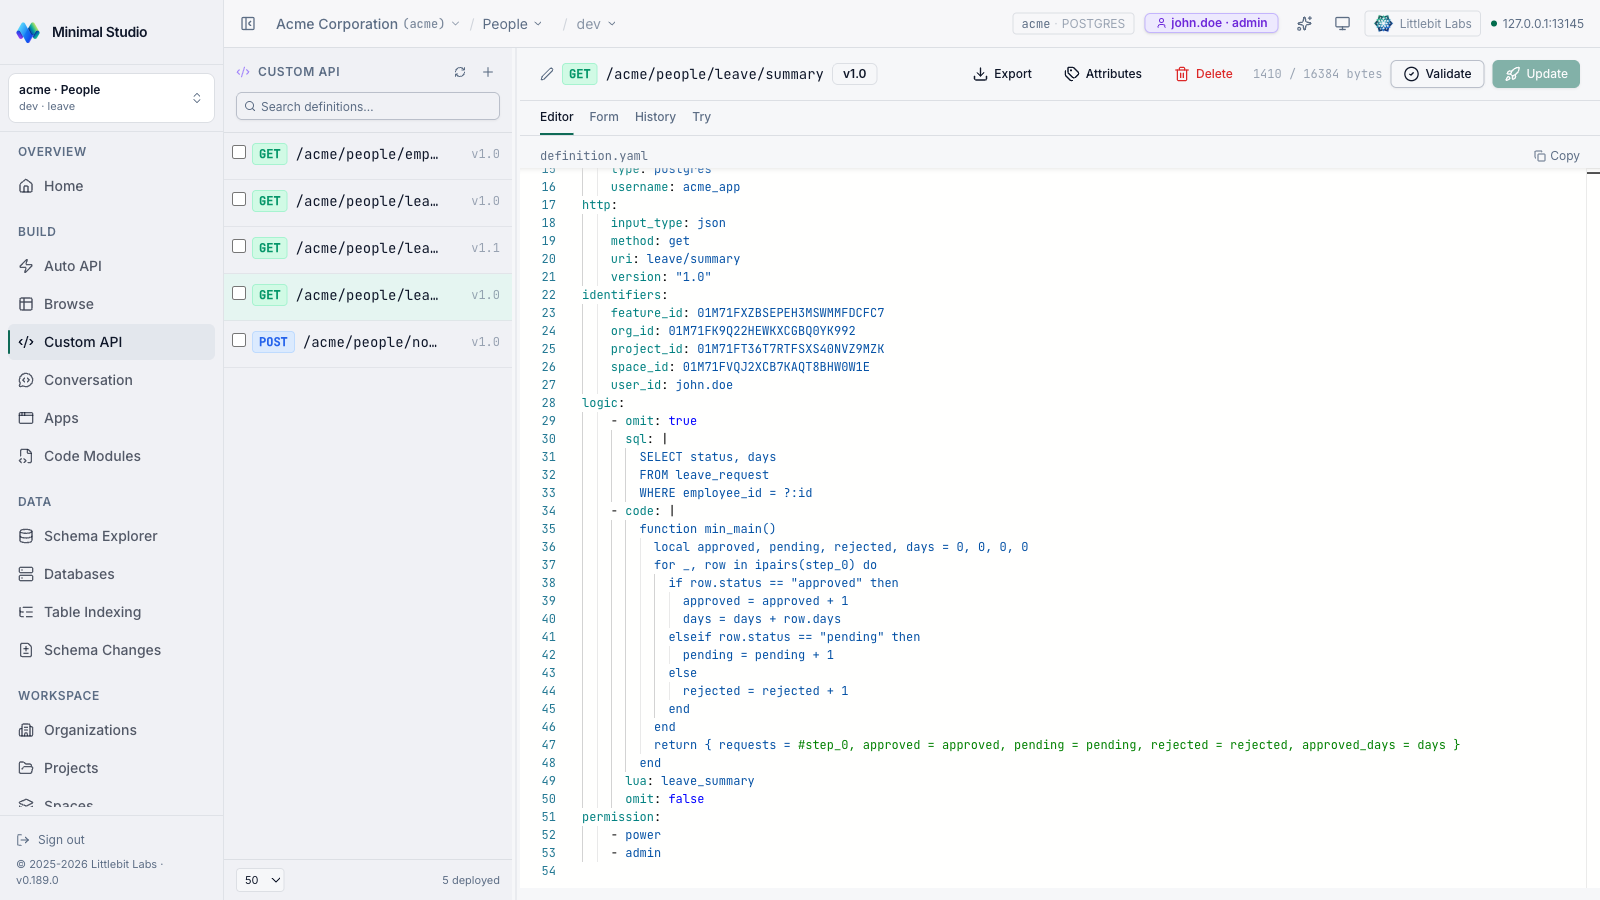 Minimal Studio
acme · People
dev · leave
OVERVIEW
Home
BUILD
Auto API
Browse
Custom API
Conversation
Apps
Code Modules
DATA
Schema Explorer
Databases
Table Indexing
Schema Changes
WORKSPACE
Organizations
Projects
Spaces
Sign out
© 2025-2026 Littlebit Labs ·
v0.189.0
Acme Corporation (acme) / People / dev
acme · POSTGRES
john.doe · admin
Littlebit Labs
127.0.0.1:13145
CUSTOM API
Search definitions...
GET /acme/people/emp... v1.0
GET /acme/people/lea... v1.0
GET /acme/people/lea... v1.1
GET /acme/people/lea... v1.0
POST /acme/people/no... v1.0
50
5 deployed
GET /acme/people/leave/summary v1.0
Export
Attributes
Delete
1410 / 16384 bytes
Validate
Update
Editor Form History Try
definition.yaml
Copy
15 type: postgres
16 username: acme_app
17 http:
18 input_type: json
19 method: get
20 uri: leave/summary
21 version: "1.0"
22 identifiers:
23 feature_id: 01M71FXZBSEPEH3MSWMMFDCFC7
24 org_id: 01M71FK9Q22HEWKXCGBQ0YK992
25 project_id: 01M71FT36T7RTFSXS40NVZ9MZK
26 space_id: 01M71FVQJ2XCB7KAQT8BHW0W1E
27 user_id: john.doe
28 logic:
29 - omit: true
30 sql: |
31 SELECT status, days
32 FROM leave_request
33 WHERE employee_id = ?:id
34 - code: |
35 function min_main()
36 local approved, pending, rejected, days = 0, 0, 0, 0
37 for _, row in ipairs(step_0) do
38 if row.status == "approved" then
39 approved = approved + 1
40 days = days + row.days
41 elseif row.status == "pending" then
42 pending = pending + 1
43 else
44 rejected = rejected + 1
45 end
46 end
47 return { requests = #step_0, approved = approved, pending = pending, rejected = rejected, approved_days = days }
48 end
49 lua: leave_summary
50 omit: false
51 permission:
52 - power
53 - admin
54